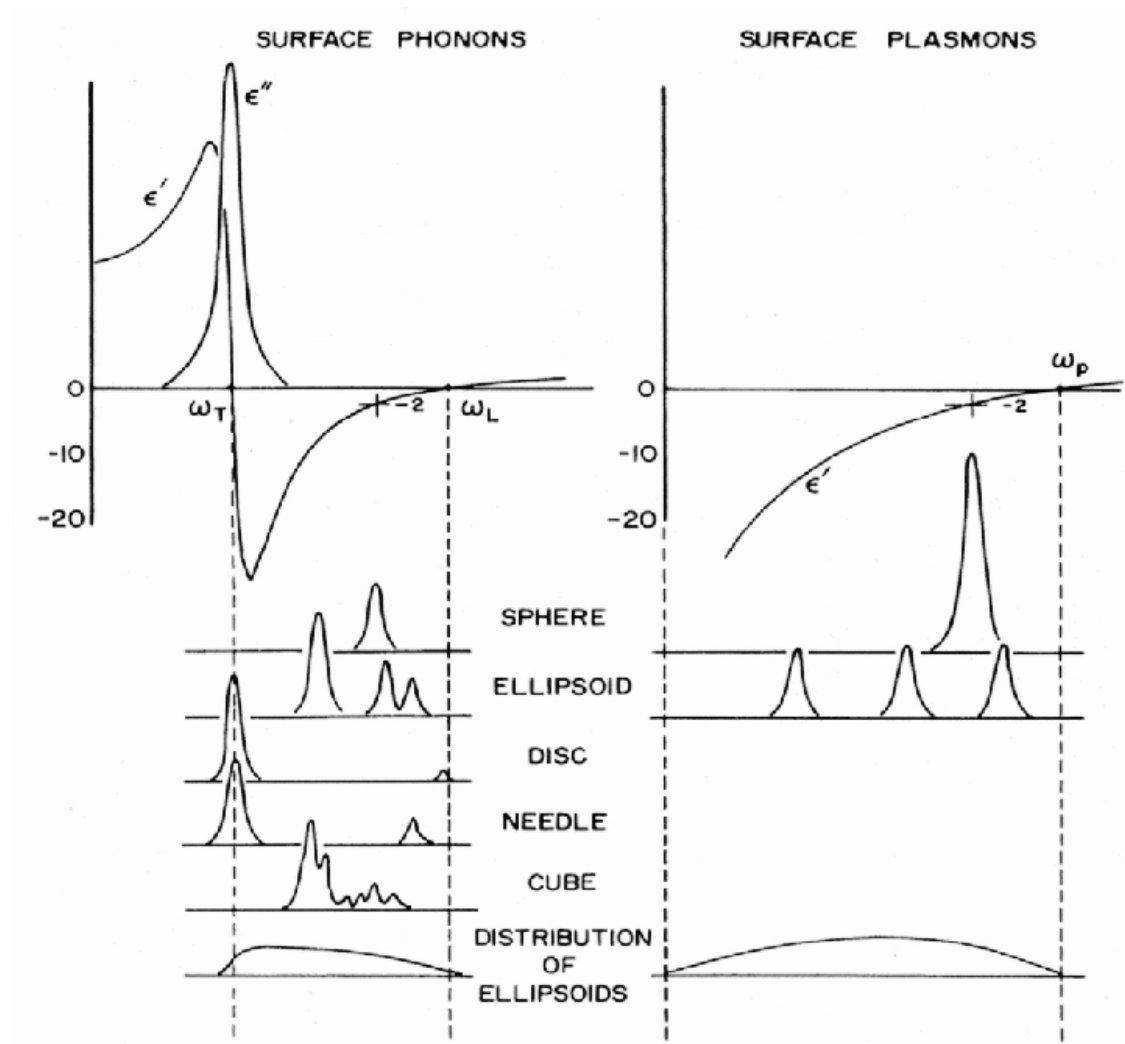 SURFACE PHONONS
SURFACE PLASMONS
ϵ″
ϵ′
0
-10
-20
ω_T
-2
ω_L
0
-10
-20
ω_p
-2
ϵ′
SPHERE
ELLIPSOID
DISC
NEEDLE
CUBE
DISTRIBUTION
OF
ELLIPSOIDS